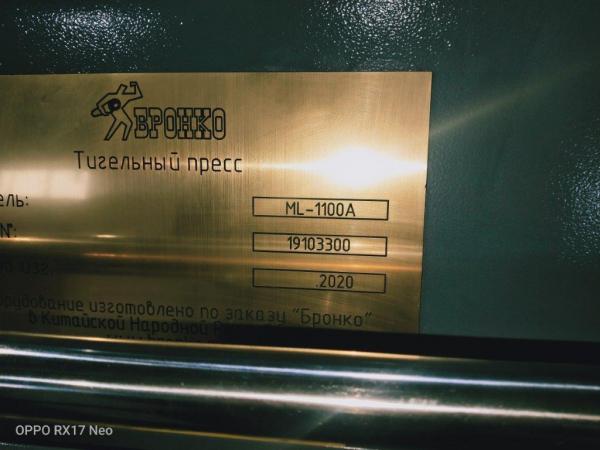 БРОНКО
Тигельный пресс
ель:
ML-1100A
№:
19103300
изг.
.2020
орудование изготовлено по заказу "Бронко"
в Китайской Народной
OPPO RX17 Neo